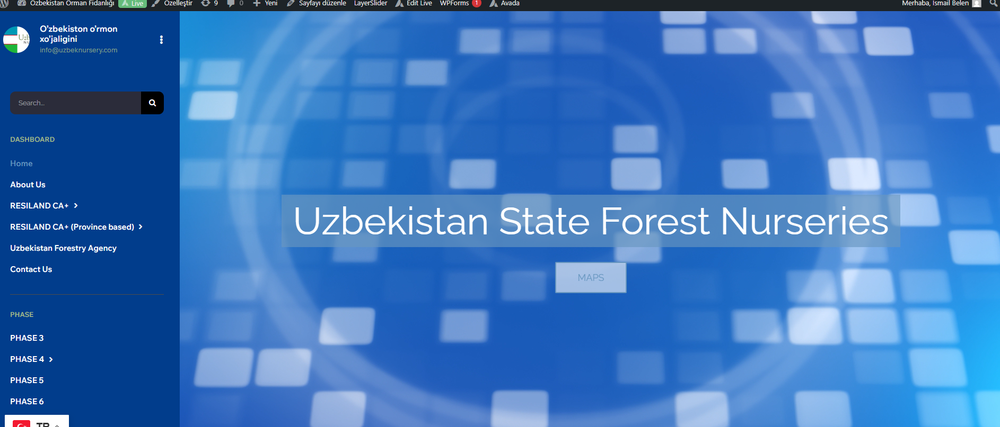 Özbekistan Orman Fidanlığı Live Özelleştir 9 0 Yeni Sayfayı düzenle LayerSlider Edit Live WPForms 1 Avada Merhaba, Ismail Belen
O’zbekiston o’rmon
xo’jaligini
info@uzbeknursery.com
Search...
DASHBOARD
Home
About Us
RESILAND CA+
RESILAND CA+ (Province based)
Uzbekistan Forestry Agency
Contact Us
PHASE
PHASE 3
PHASE 4
PHASE 5
PHASE 6
TR
Uzbekistan State Forest Nurseries
MAPS